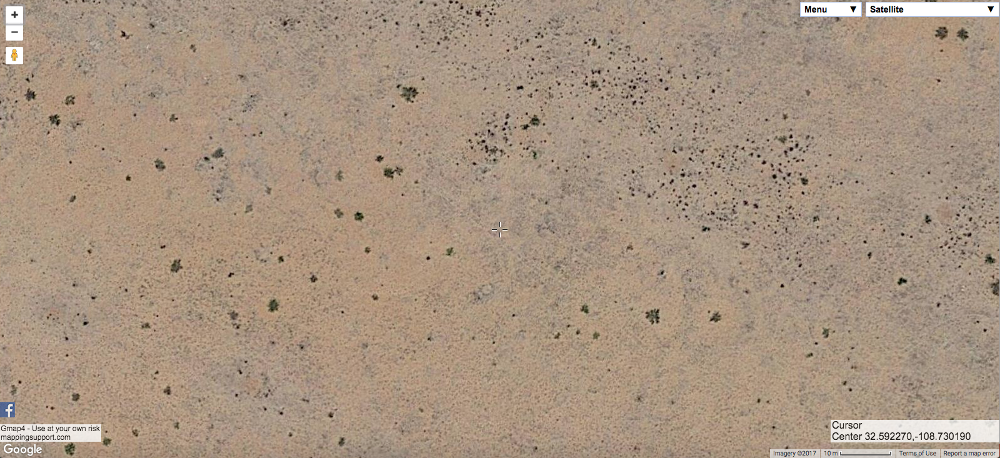 +
Menu ▼
Satellite ▼
−
f
Gmap4 - Use at your own risk
mappingsupport.com
Google
Cursor
Center 32.592270,-108.730190
Imagery ©2017
10 m
Terms of Use
Report a map error